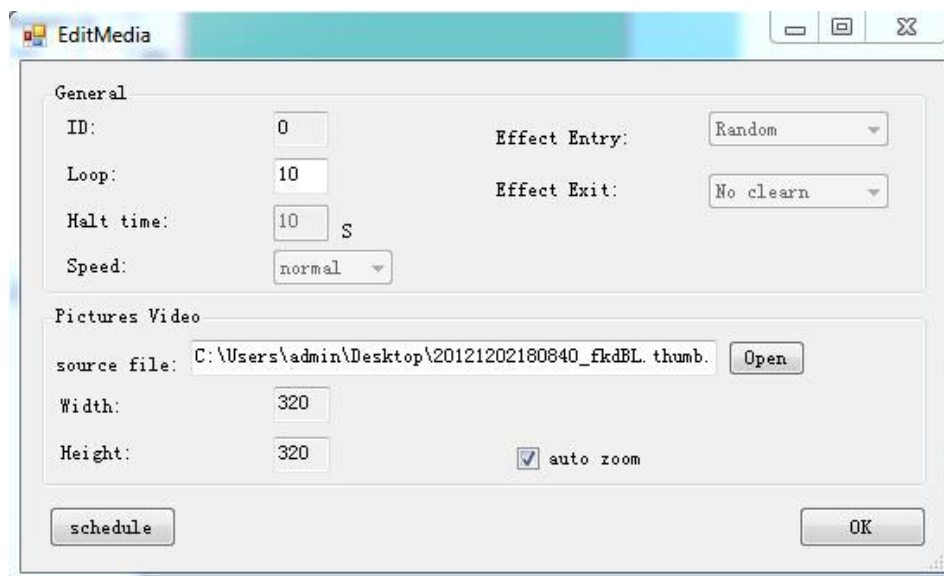 EditMedia
General
ID: 0
Effect Entry: Random
Loop: 10
Effect Exit: No clearn
Halt time: 10 S
Speed: normal
Pictures Video
source file: C:\Users\admin\Desktop\20121202180840_fkdBL.thumb. Open
Width: 320
Height: 320
auto zoom
schedule OK